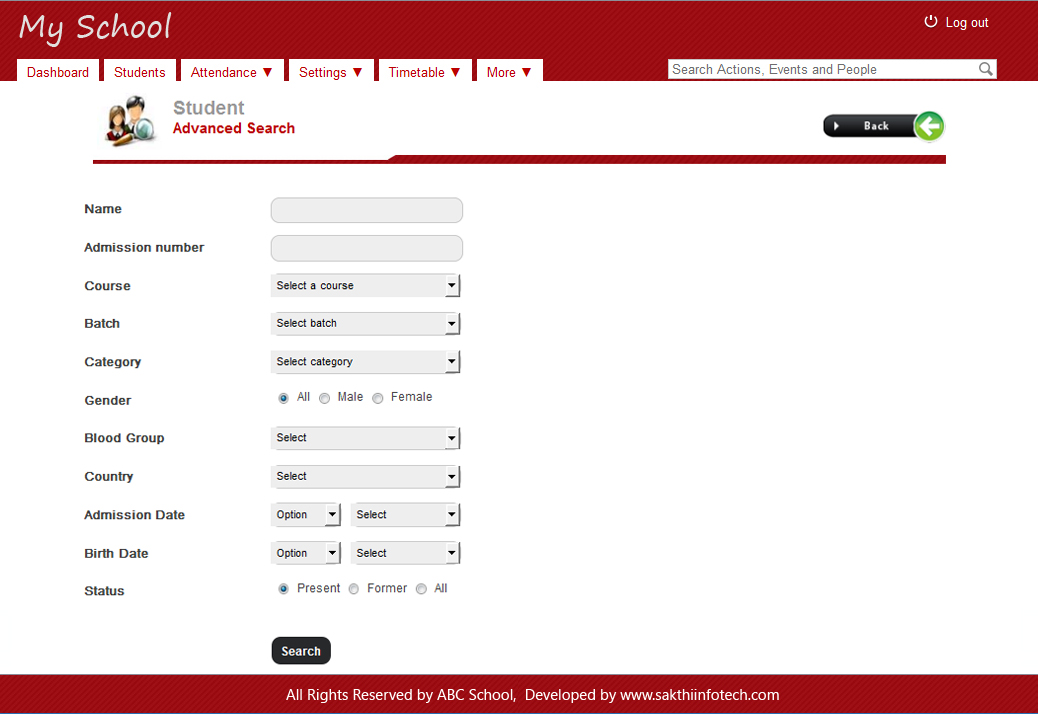 My School
Log out
Dashboard Students Attendance ▼ Settings ▼ Timetable ▼ More ▼ Search Actions, Events and People
Student
Advanced Search
Back
Name
Admission number
Course Select a course
Batch Select batch
Category Select category
Gender All Male Female
Blood Group Select
Country Select
Admission Date Option Select
Birth Date Option Select
Status Present Former All
Search
All Rights Reserved by ABC School, Developed by www.sakthiinfotech.com